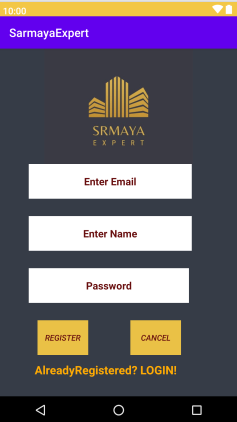 10:00
SarmayaExpert
SRMAYA
EXPERT
Enter Email
Enter Name
Password
REGISTER CANCEL
AlreadyRegistered? LOGIN!